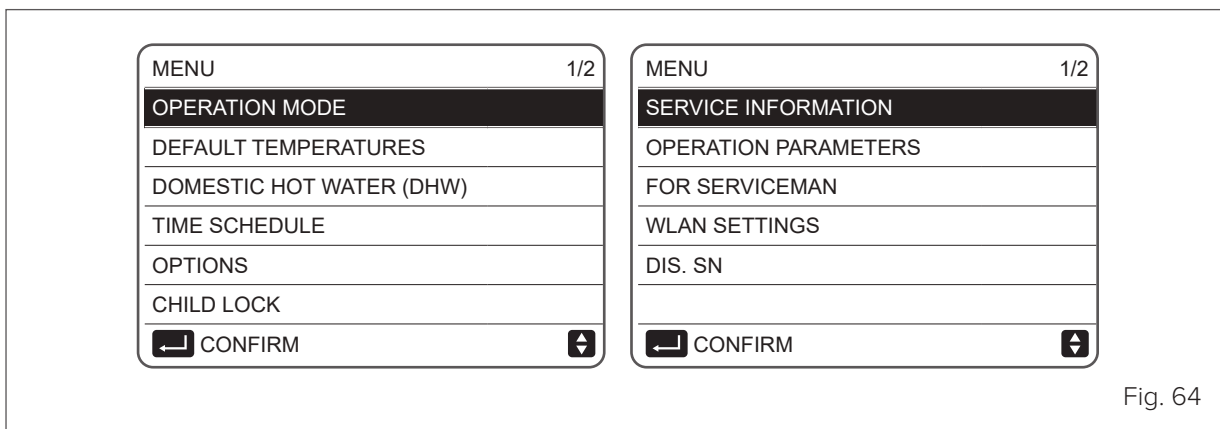 MENU 1/2
OPERATION MODE
DEFAULT TEMPERATURES
DOMESTIC HOT WATER (DHW)
TIME SCHEDULE
OPTIONS
CHILD LOCK
CONFIRM
MENU 1/2
SERVICE INFORMATION
OPERATION PARAMETERS
FOR SERVICEMAN
WLAN SETTINGS
DIS. SN
CONFIRM
Fig. 64